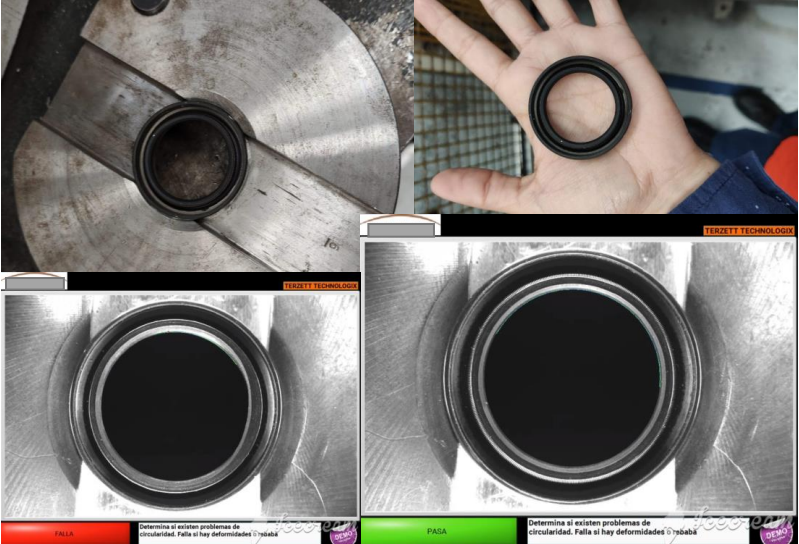 TERZETT TECHNOLOGIX
TERZETT TECHNOLOGIX
FALLA
Determina si existen problemas de
circularidad. Falla si hay deformidades o rebaba
DEMO
PASA
Determina si existen problemas de
circularidad. Falla si hay deformidades o rebaba
DEMO